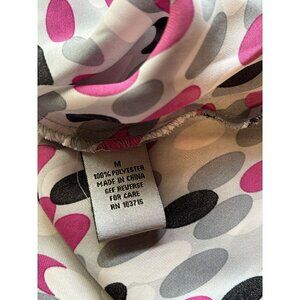 M
100% POLYESTER
MADE IN CHINA
SEE REVERSE
FOR CARE
RN 103715